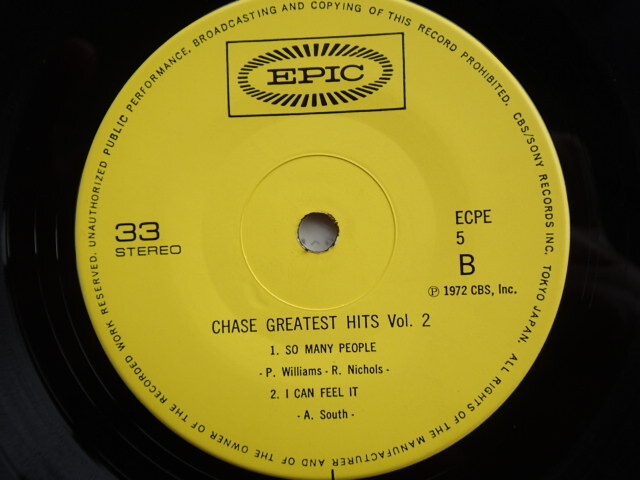 EPIC
33
STEREO
ECPE
5
B
Ⓟ 1972 CBS, Inc.
CHASE GREATEST HITS Vol. 2
1. SO MANY PEOPLE
- P. Williams - R. Nichols -
2. I CAN FEEL IT
- A. South -
ALL RIGHTS OF THE MANUFACTURER AND OF THE OWNER OF THE RECORDED WORK RESERVED. UNAUTHORIZED PUBLIC PERFORMANCE, BROADCASTING AND COPYING OF THIS RECORD PROHIBITED. CBS/SONY RECORDS INC. TOKYO JAPAN.